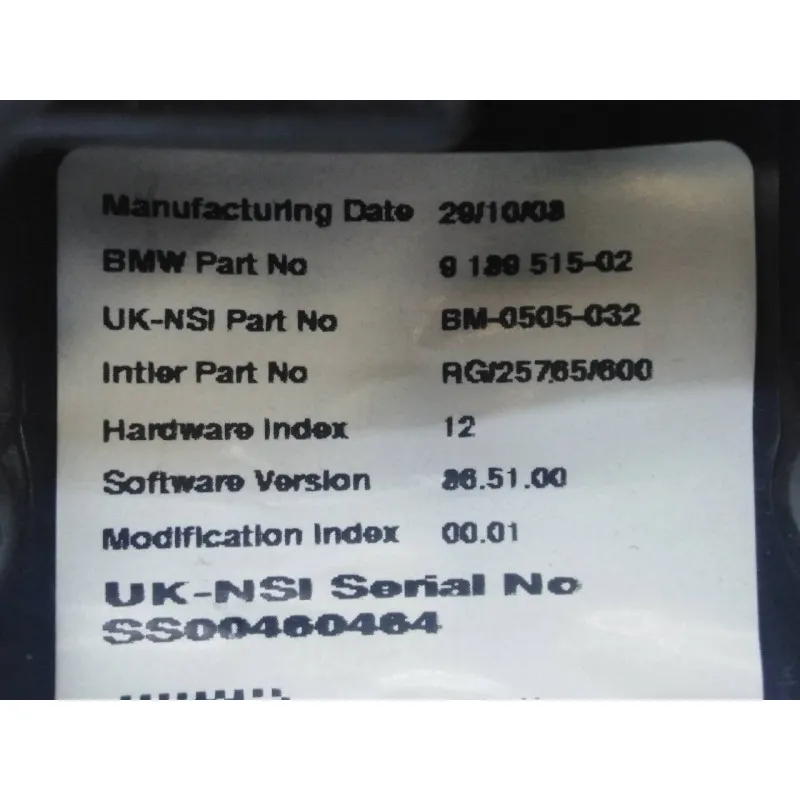 Manufacturing Date 29/10/08
BMW Part No 9 189 515-02
UK-NSI Part No BM-0505-032
Intier Part No RG/25765/600
Hardware Index 12
Software Version 86.51.00
Modification Index 00.01
UK-NSI Serial No
SS00460464